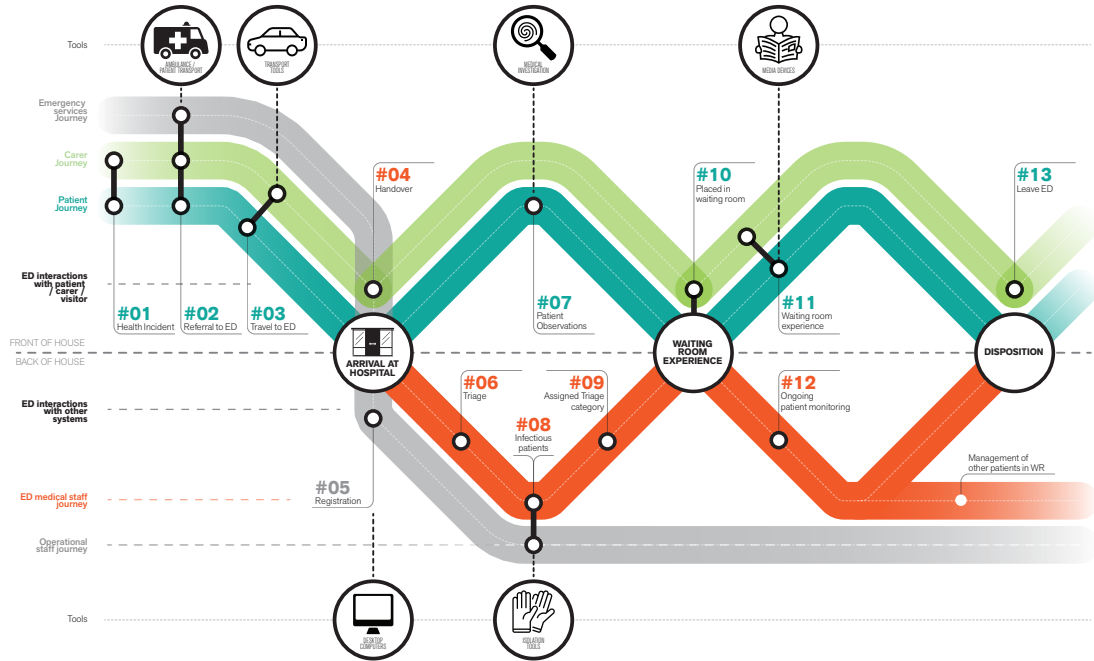 Tools
AMBULANCE /
PATIENT TRANSPORT
TRANSPORT
TOOLS
MEDICAL
INVESTIGATION
MEDIA DEVICES
Emergency
services
Journey
Carer
Journey
Patient
Journey
ED interactions
with patient
/ carer /
visitor
#01
Health Incident
#02
Referral to ED
#03
Travel to ED
#04
Handover
#07
Patient
Observations
#10
Placed in
waiting room
#11
Waiting room
experience
#13
Leave ED
FRONT OF HOUSE
BACK OF HOUSE
ARRIVAL AT
HOSPITAL
WAITING
ROOM
EXPERIENCE
DISPOSITION
ED interactions
with other
systems
#05
Registration
#06
Triage
#08
Infectious
patients
#09
Assigned Triage
category
#12
Ongoing
patient monitoring
Management of
other patients in WR
ED medical staff
journey
Operational
staff journey
Tools
DESKTOP
COMPUTERS
ISOLATION
TOOLS